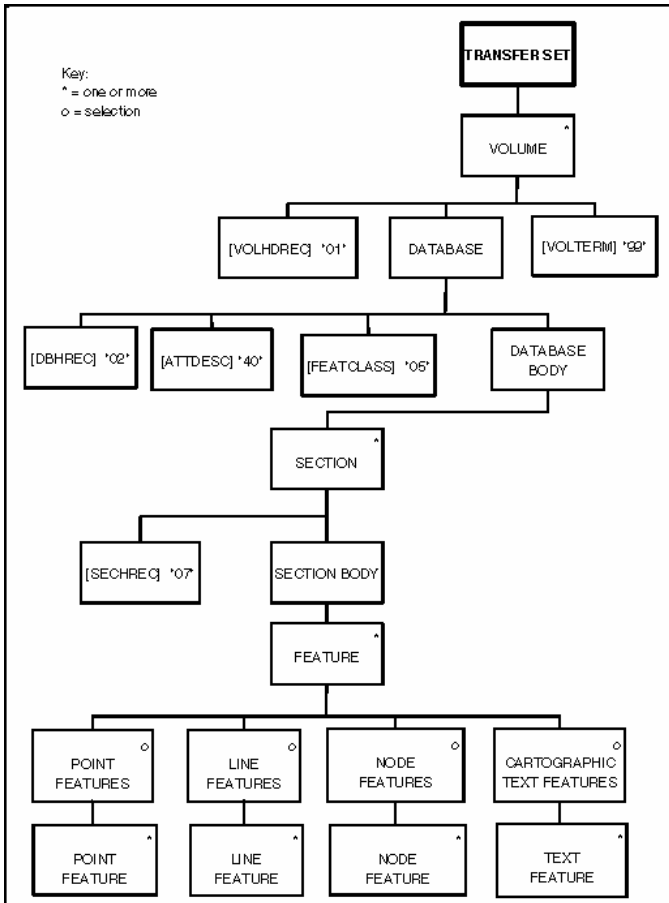 TRANSFER SET
Key:
* = one or more
o = selection
*
VOLUME
[VOLHDREC] '01'
DATABASE
[VOLTERM] '99'
[DBHREC] '02'
[ATTDESC] '40'
[FEATCLASS] '05'
DATABASE
BODY
*
SECTION
[SECHREC] '07'
SECTION BODY
*
FEATURE
o
POINT
FEATURES
o
LINE
FEATURES
o
NODE
FEATURES
o
CARTOGRAPHIC
TEXT FEATURES
*
POINT
FEATURE
*
LINE
FEATURE
*
NODE
FEATURE
*
TEXT
FEATURE